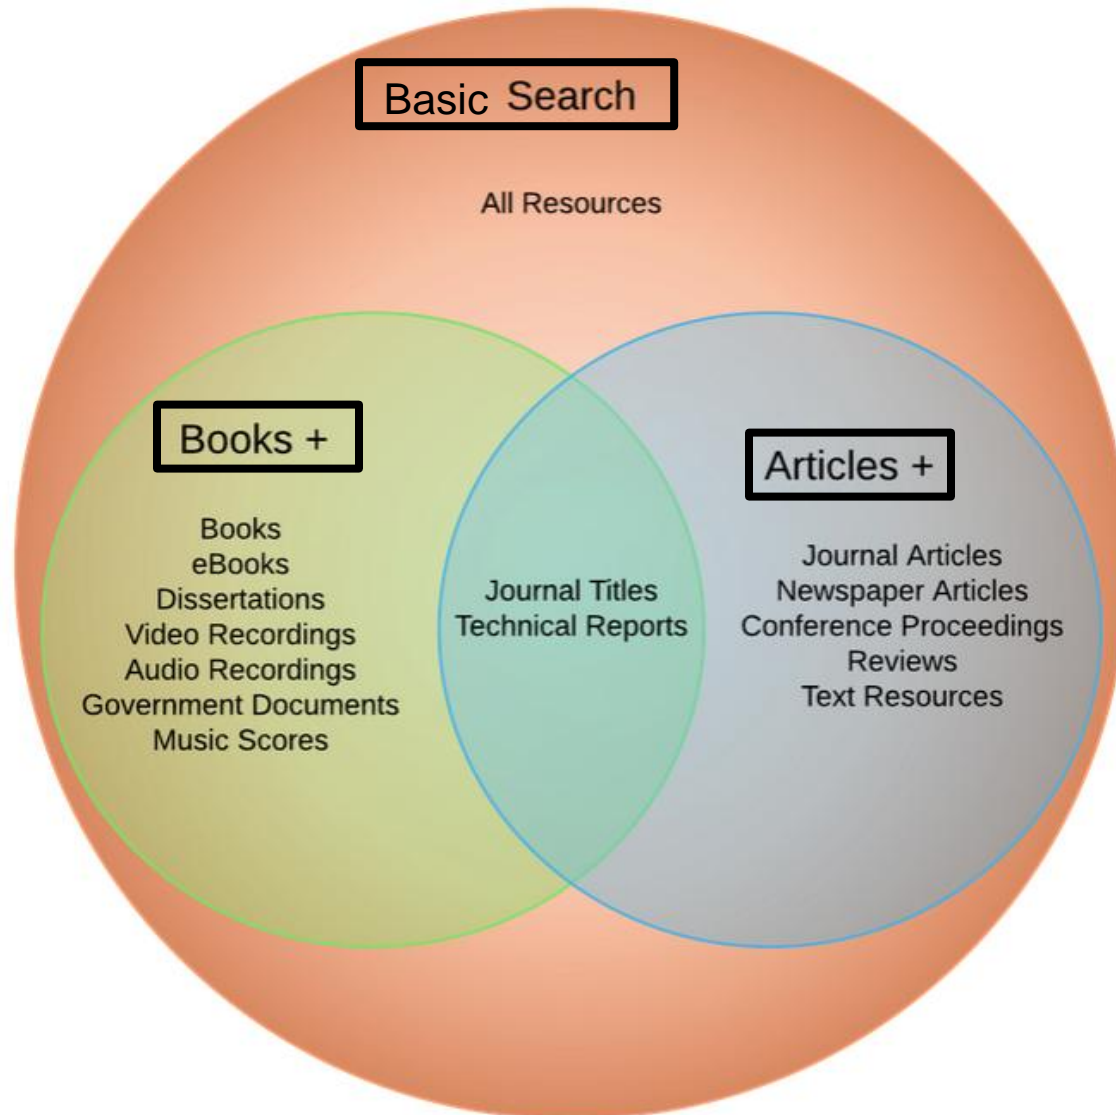 Basic Search
All Resources
Books +
Books
eBooks
Dissertations
Video Recordings
Audio Recordings
Government Documents
Music Scores
Journal Titles
Technical Reports
Articles +
Journal Articles
Newspaper Articles
Conference Proceedings
Reviews
Text Resources